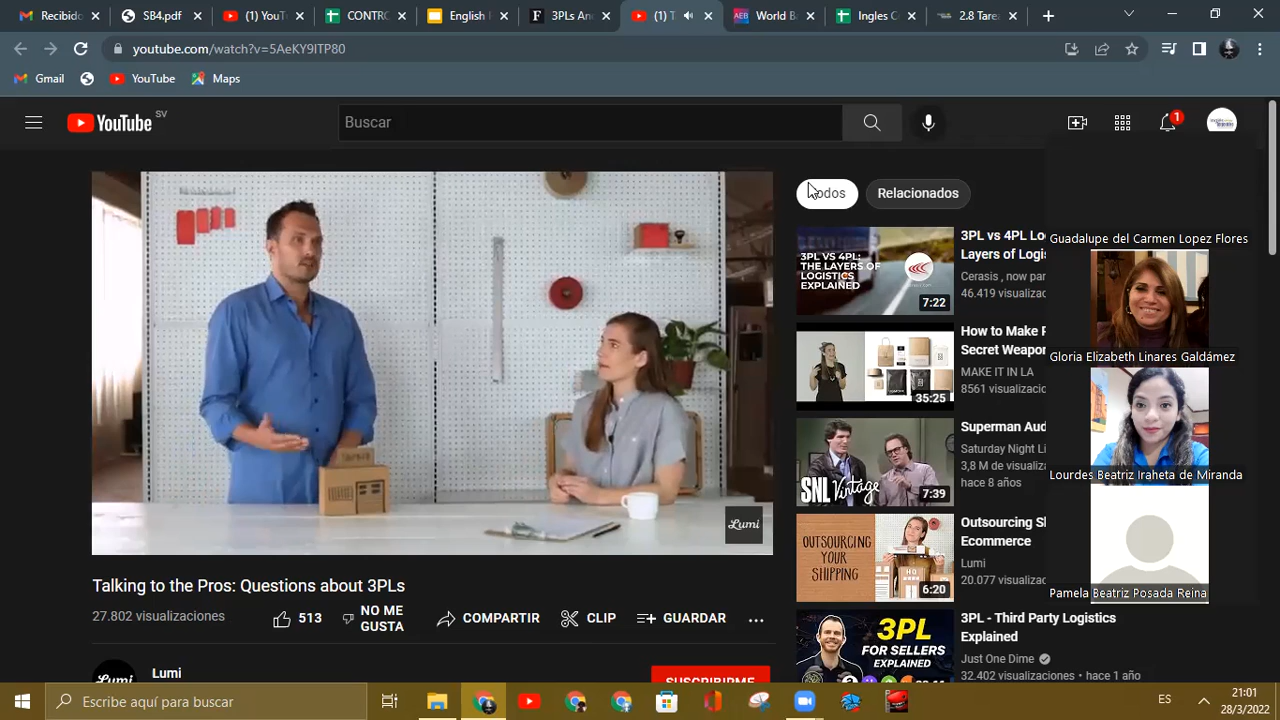 Recibido
SB4.pdf
(1) YouT
CONTRC
English F
3PLs And
(1) T
World B
Ingles Co
2.8 Tarea
youtube.com/watch?v=5AeKY9ITP80
Gmail
YouTube
Maps
YouTube SV
Buscar
1
Todos
Relacionados
Guadalupe del Carmen Lopez Flores
3PL VS 4PL:
THE LAYERS OF
LOGISTICS
EXPLAINED
7:22
3PL vs 4PL Lo
Layers of Logis
Cerasis , now par
46.419 visualizac
Gloria Elizabeth Linares Galdámez
35:25
How to Make P
Secret Weapon
MAKE IT IN LA
8561 visualizacio
SNL Vintage
7:39
Superman Aud
Saturday Night Li
3,8 M de visualiza
hace 8 años
Lourdes Beatriz Iraheta de Miranda
OUTSOURCING
YOUR
SHIPPING
6:20
Outsourcing Sh
Ecommerce
Lumi
20.077 visualizac
Pamela Beatriz Posada Reina
Lumi
Talking to the Pros: Questions about 3PLs
27.802 visualizaciones
513
NO ME
GUSTA
COMPARTIR
CLIP
GUARDAR
Lumi
SUSCRIBIRME
3PL
FOR SELLERS
EXPLAINED
3PL - Third Party Logistics
Explained
Just One Dime
32.402 visualizaciones • hace 1 año
Escribe aquí para buscar
ES
21:01
28/3/2022